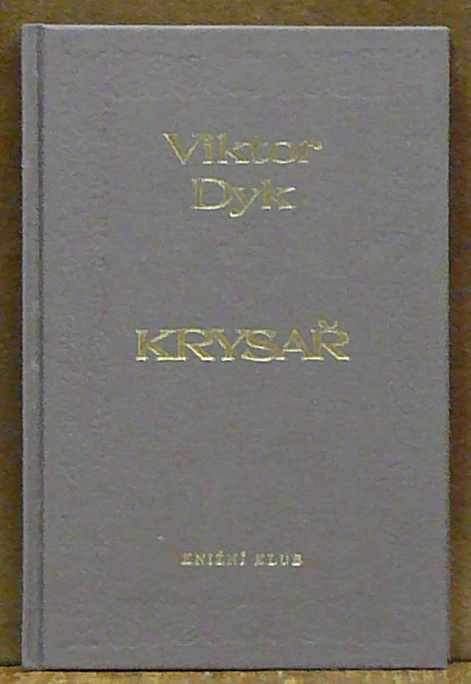 Viktor
Dyk
KRYSAŘ
KNIŽNÍ KLUB